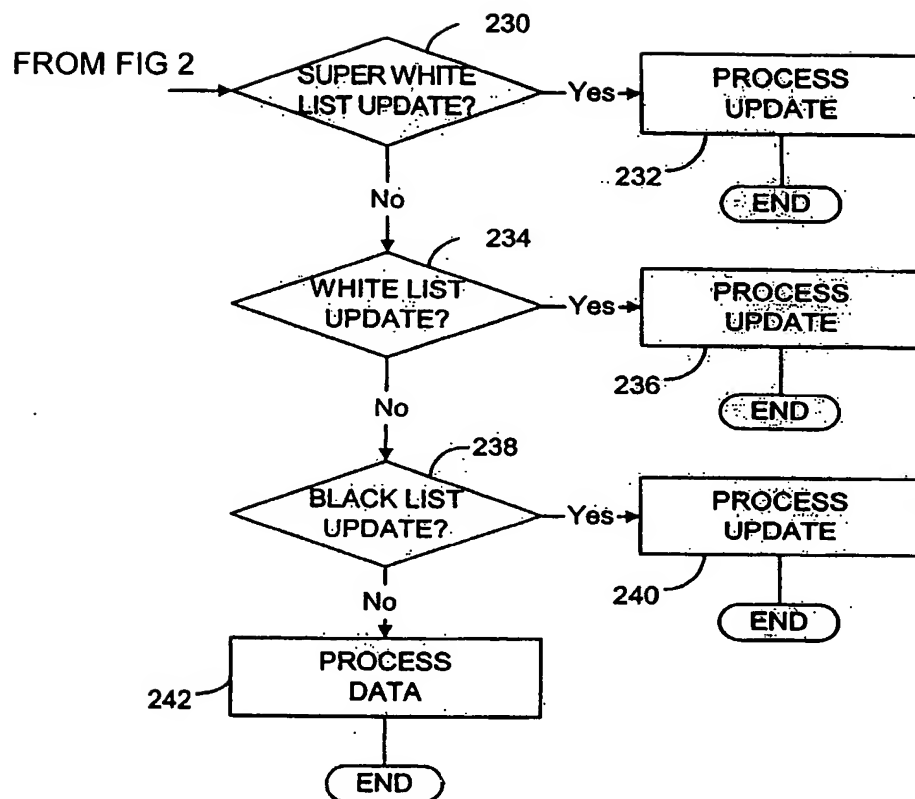 230
FROM FIG 2
SUPER WHITE
LIST UPDATE?
Yes
PROCESS
UPDATE
232
END
No
234
WHITE LIST
UPDATE?
Yes
PROCESS
UPDATE
236
END
No
238
BLACK LIST
UPDATE?
Yes
PROCESS
UPDATE
240
END
No
PROCESS
DATA
242
END